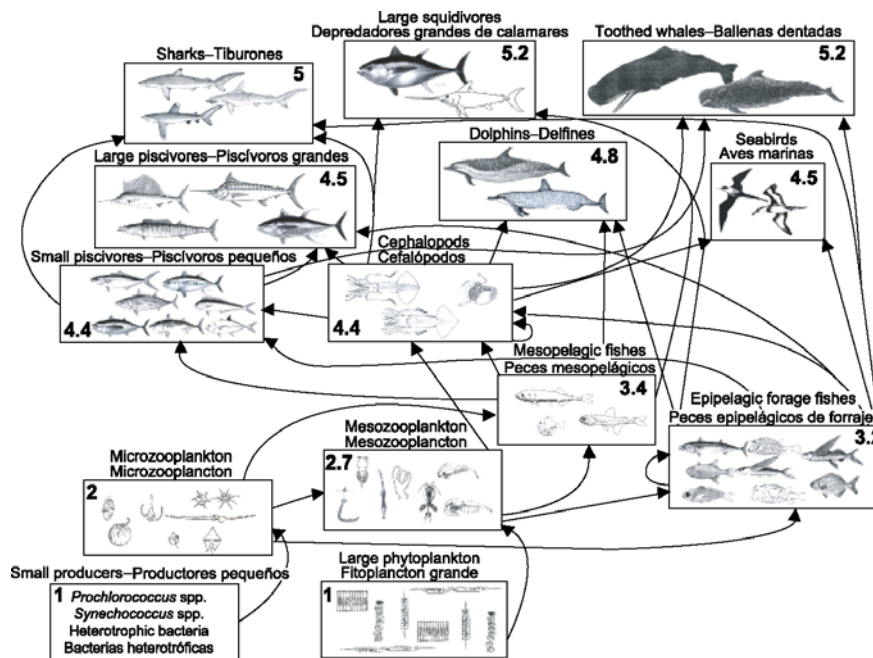 Large squidivores
Depredadores grandes de calamares
5.2
Toothed whales–Ballenas dentadas
5.2
Sharks–Tiburones
5
Dolphins–Delfines
4.8
Seabirds
Aves marinas
4.5
Large piscivores–Piscívoros grandes
4.5
Small piscivores–Piscívoros pequeños
4.4
Cephalopods
Cefalópodos
4.4
Mesopelagic fishes
Peces mesopelágicos
3.4
Epipelagic forage fishes
Peces epipelágicos de forraje
Mesozooplankton
Mesozooplancton
2.7
Microzooplankton
Microzooplancton
2
Small producers–Productores pequeños
1 Prochlorococcus spp.
Synechococcus spp.
Heterotrophic bacteria
Bacterias heterotróficas
Large phytoplankton
Fitoplancton grande
1